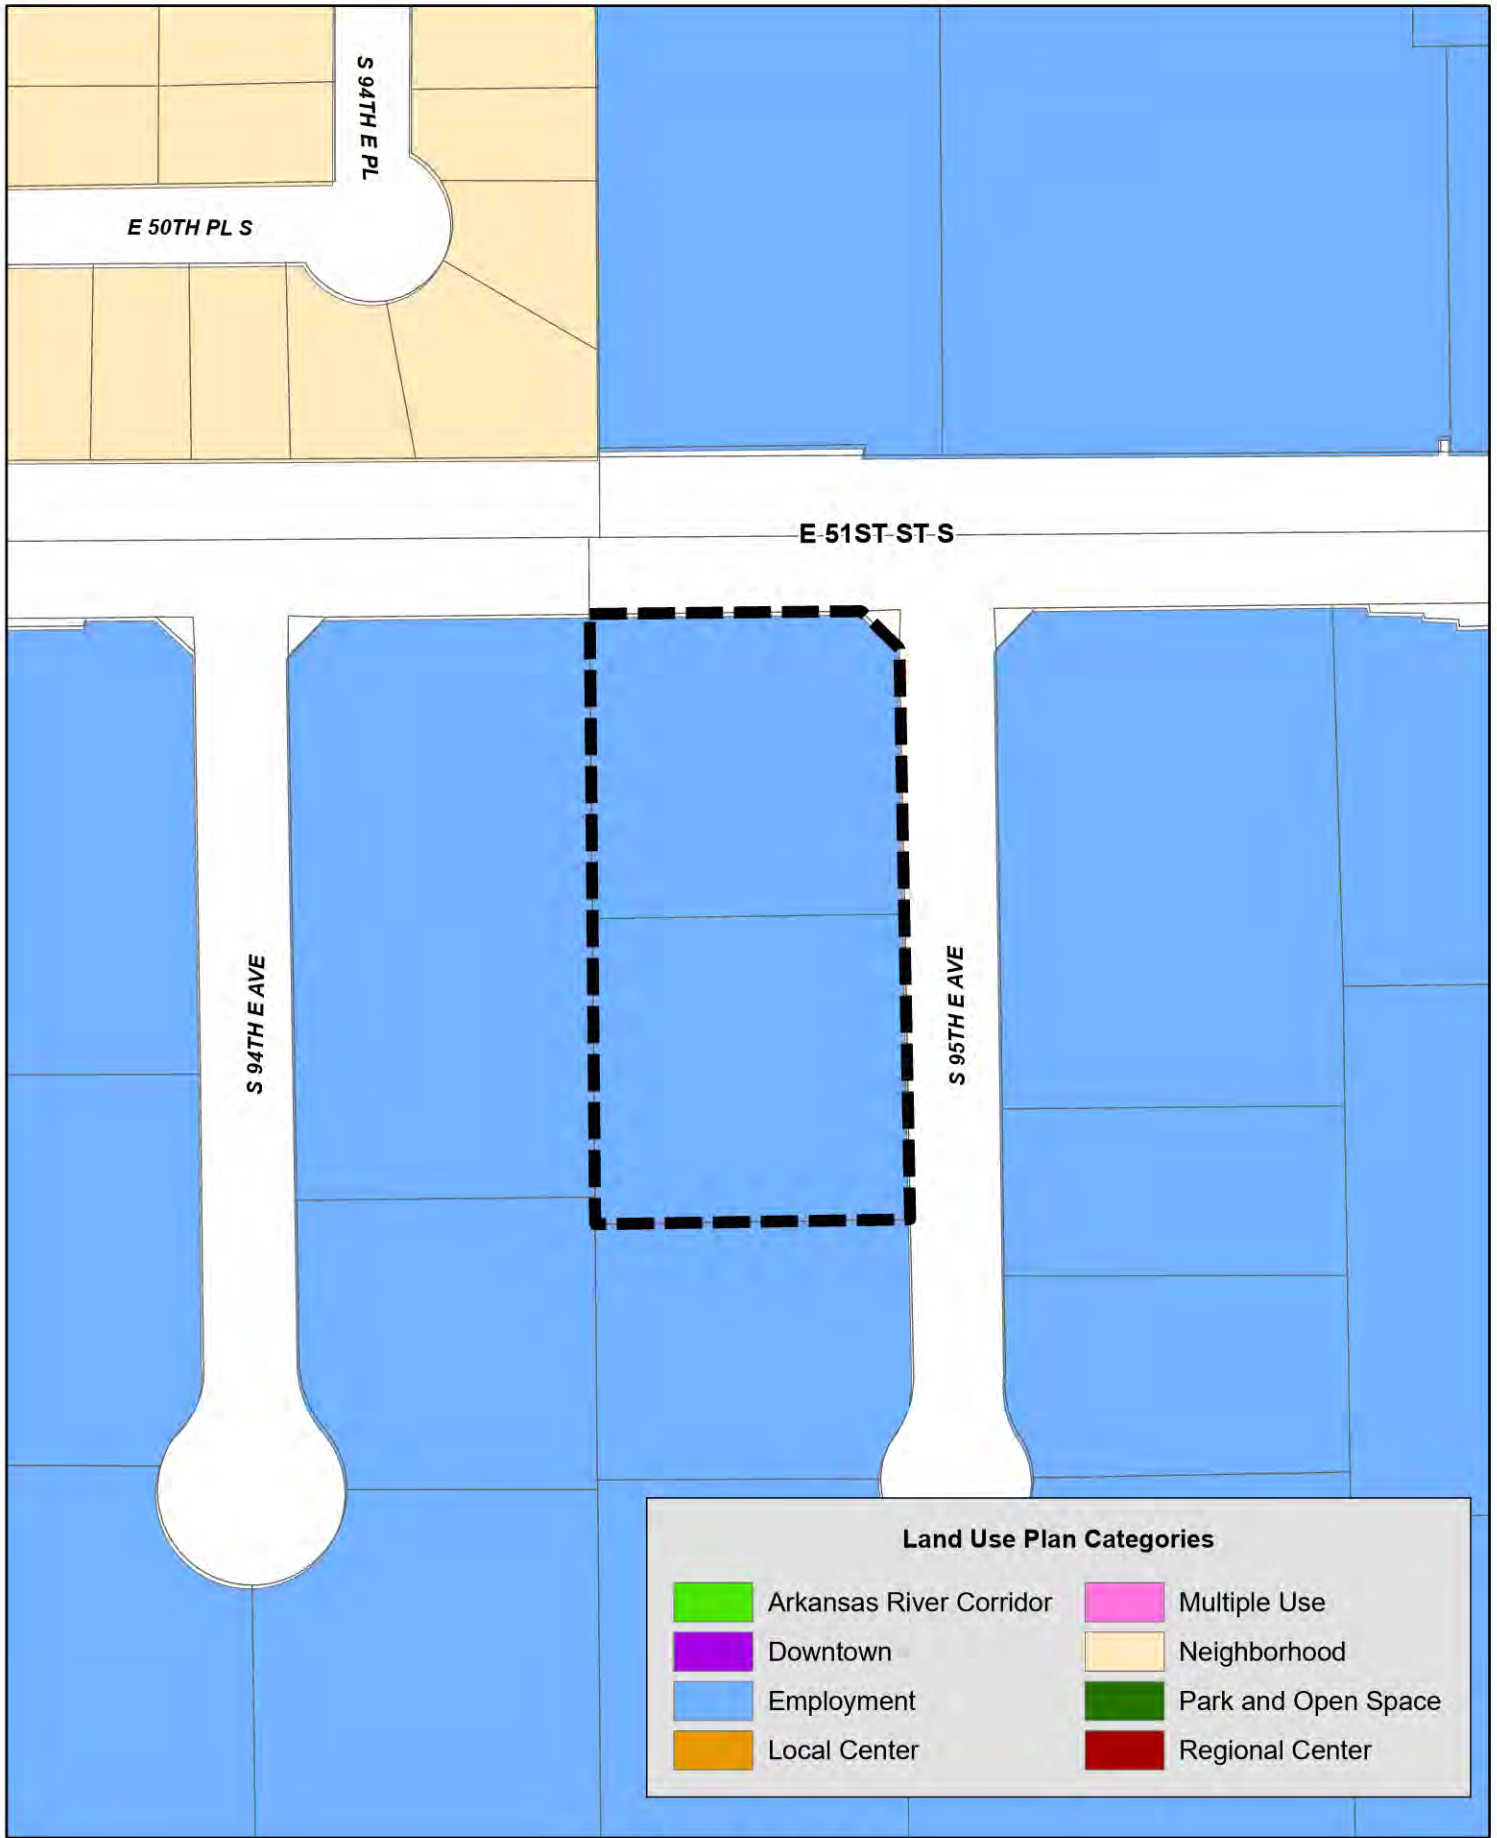 S 94TH E PL
E 50TH PL S
E 51ST ST S
S 94TH E AVE
S 95TH E AVE
Land Use Plan Categories
Arkansas River Corridor
Downtown
Employment
Local Center
Multiple Use
Neighborhood
Park and Open Space
Regional Center